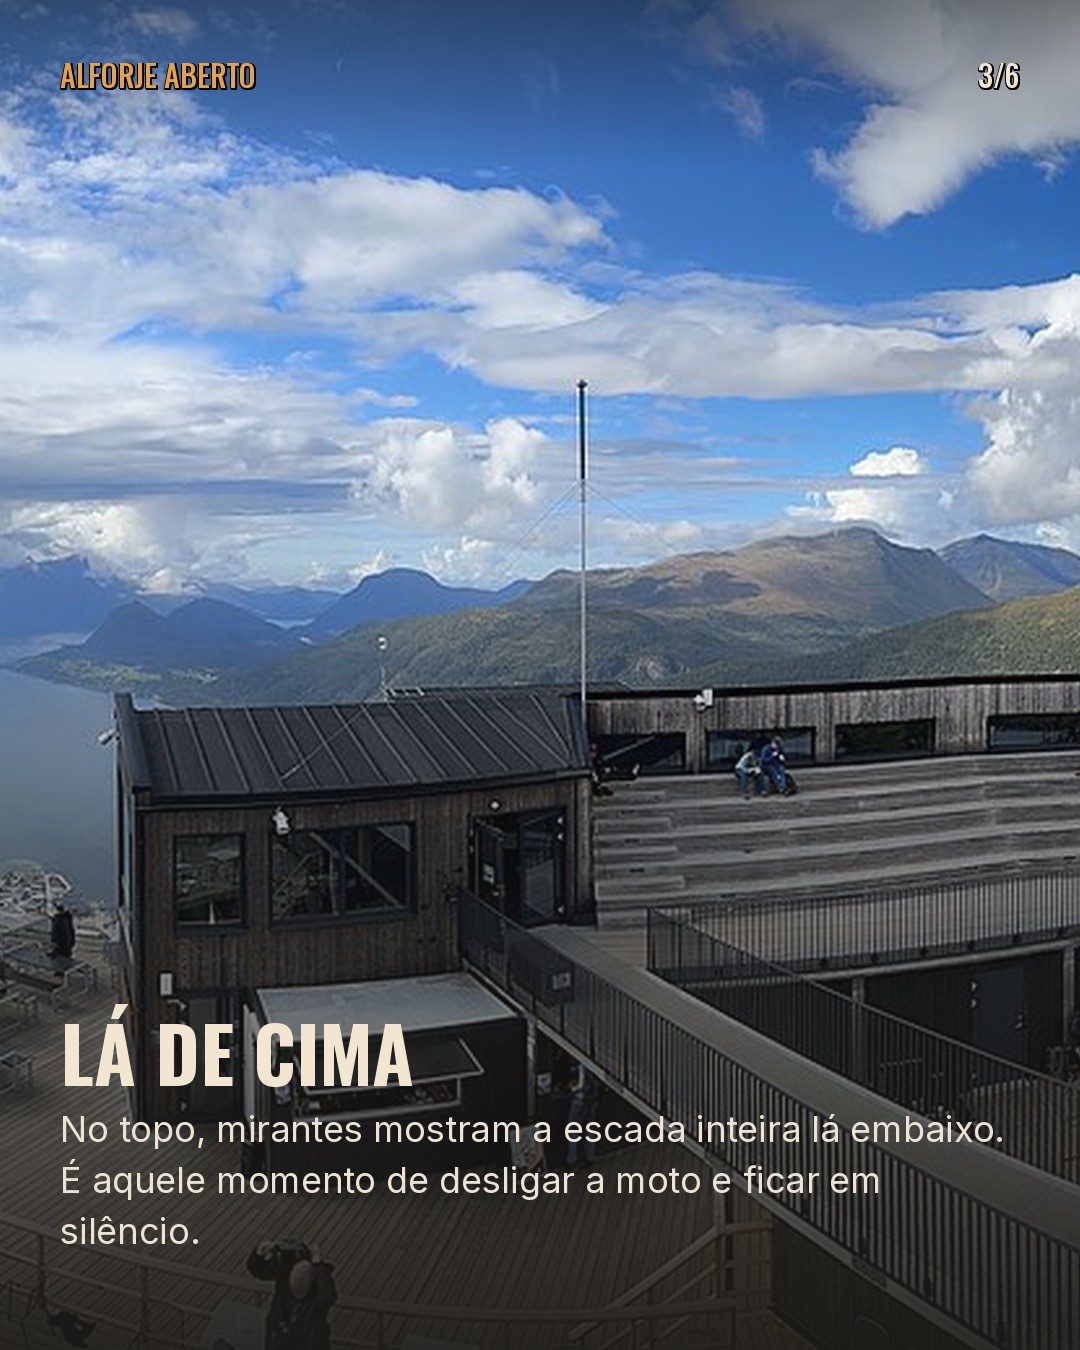 ALFORJE ABERTO
3/6
LÁ DE CIMA
No topo, mirantes mostram a escada inteira lá embaixo.
É aquele momento de desligar a moto e ficar em
silêncio.